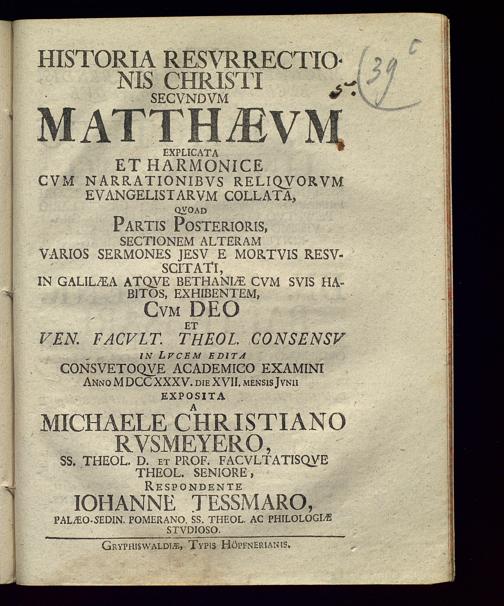 HISTORIA RESVRRECTIO-
NIS CHRISTI
SECVNDVM
MATTHÆVM
EXPLICATA
ET HARMONICE
CVM NARRATIONIBVS RELIQVORVM
EVANGELISTARVM COLLATA,
QVOAD
PARTIS POSTERIORIS,
SECTIONEM ALTERAM
VARIOS SERMONES JESV E MORTVIS RESV-
SCITATI,
IN GALILÆA ATQVE BETHANIÆ CVM SVIS HA-
BITOS, EXHIBENTEM,
CVM DEO
ET
VEN. FACVLT. THEOL. CONSENSV
IN LVCEM EDITA
CONSVETOQVE ACADEMICO EXAMINI
ANNO MDCCXXXV. DIE XVII. MENSIS JVNII
EXPOSITA
A
MICHAELE CHRISTIANO
RVSMEYERO,
SS. THEOL. D. ET PROF. FACVLTATISQVE
THEOL. SENIORE,
RESPONDENTE
IOHANNE TESSMARO,
PALÆO-SEDIN. POMERANO. SS. THEOL. AC PHILOLOGIÆ
STVDIOSO.
GRYPHISWALDIÆ, TYPIS HÖPFNERIANIS.
39 c
5.